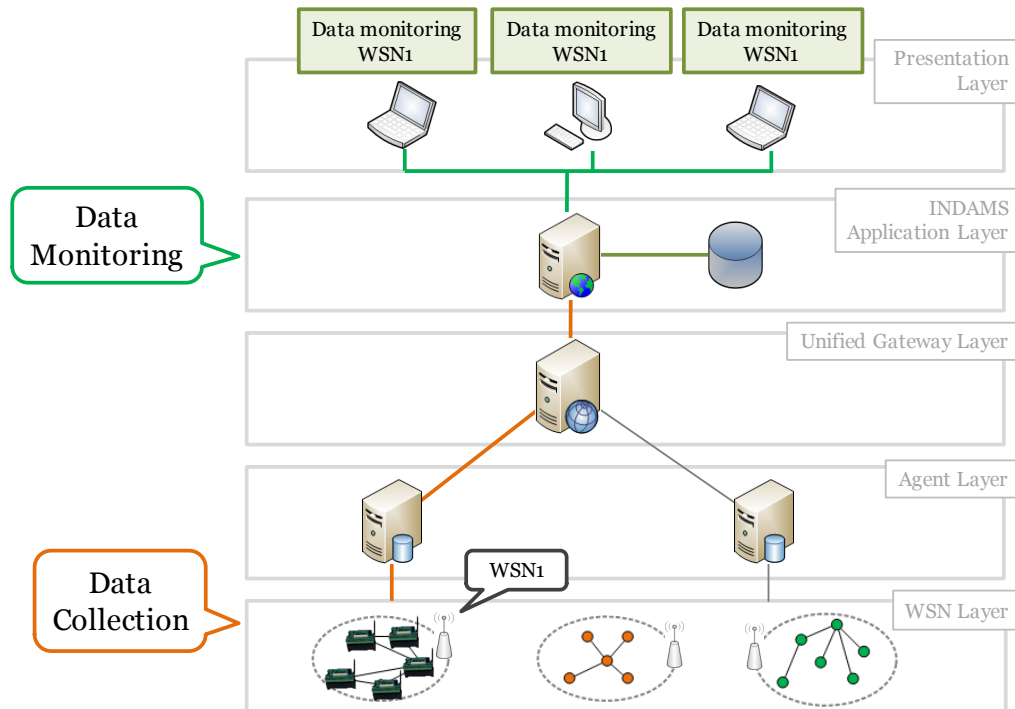 Data monitoring
WSN1
Data monitoring
WSN1
Data monitoring
WSN1
Presentation
Layer
Data
Monitoring
INDAMS
Application Layer
Unified Gateway Layer
Agent Layer
Data
Collection
WSN1
WSN Layer